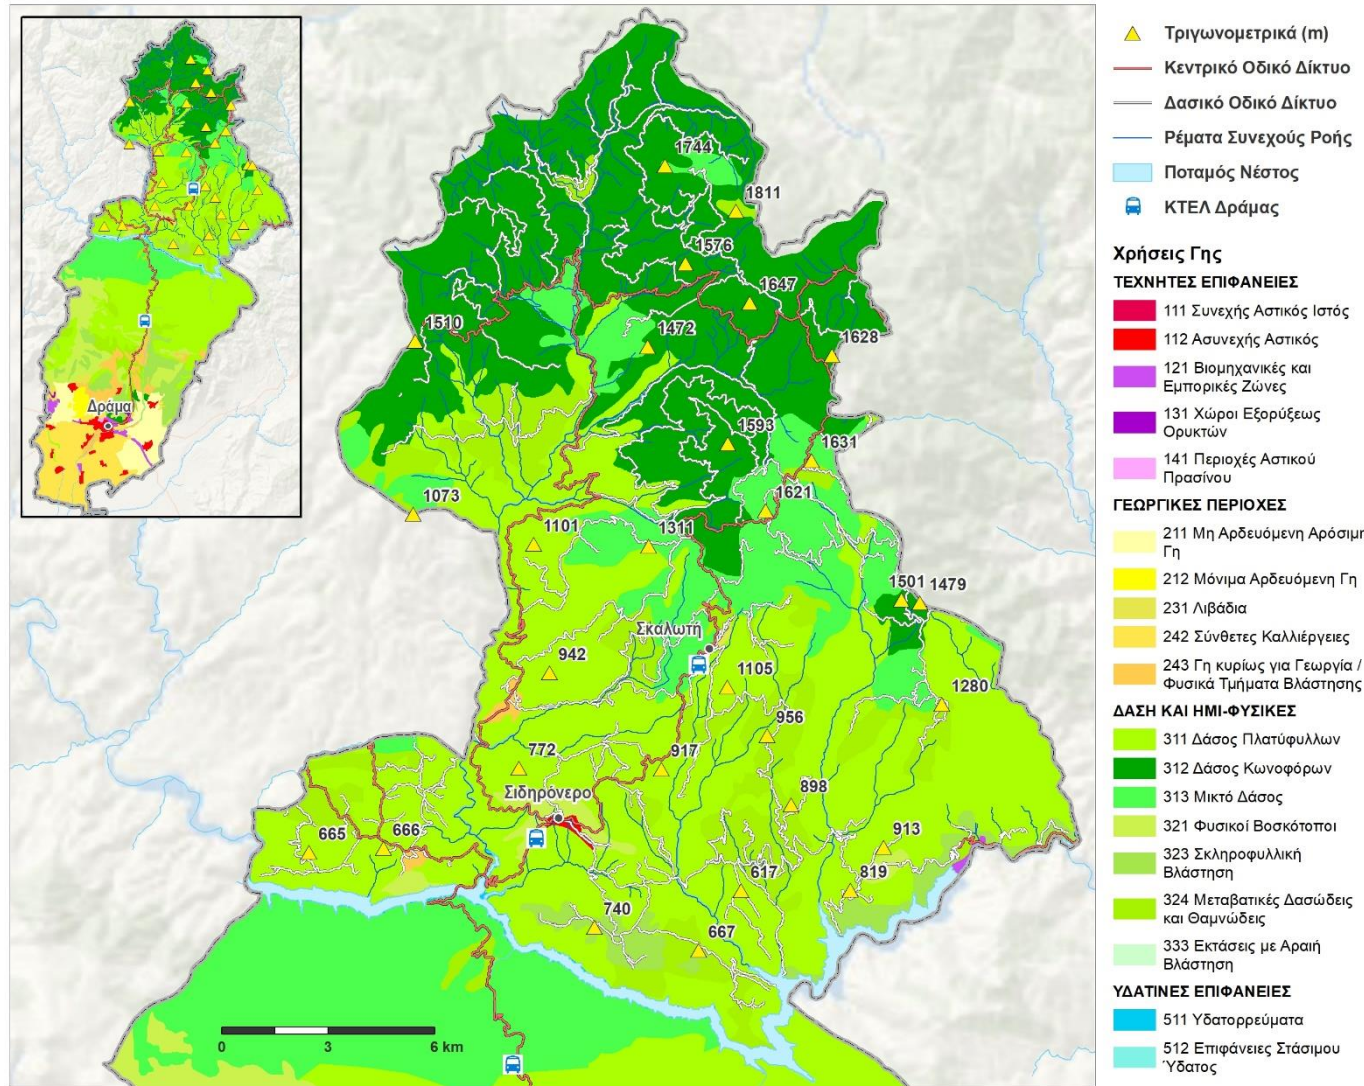 Δράμα
1744
1811
1576
1647
1510
1472
1628
1593
1631
1073
1621
1101
1311
1501
1479
Σκαλωτή
942
1105
1280
956
772
917
Σιδηρόνερο
898
665
666
913
617
819
740
667
0 3 6 km
Τριγωνομετρικά (m)
Κεντρικό Οδικό Δίκτυο
Δασικό Οδικό Δίκτυο
Ρέματα Συνεχούς Ροής
Ποταμός Νέστος
ΚΤΕΛ Δράμας
Χρήσεις Γης
ΤΕΧΝΗΤΕΣ ΕΠΙΦΑΝΕΙΕΣ
111 Συνεχής Αστικός Ιστός
112 Ασυνεχής Αστικός
121 Βιομηχανικές και
Εμπορικές Ζώνες
131 Χώροι Εξορύξεως
Ορυκτών
141 Περιοχές Αστικού
Πρασίνου
ΓΕΩΡΓΙΚΕΣ ΠΕΡΙΟΧΕΣ
211 Μη Αρδευόμενη Αρόσιμη
Γη
212 Μόνιμα Αρδευόμενη Γη
231 Λιβάδια
242 Σύνθετες Καλλιέργειες
243 Γη κυρίως για Γεωργία /
Φυσικά Τμήματα Βλάστησης
ΔΑΣΗ ΚΑΙ ΗΜΙ-ΦΥΣΙΚΕΣ
311 Δάσος Πλατύφυλλων
312 Δάσος Κωνοφόρων
313 Μικτό Δάσος
321 Φυσικοί Βοσκότοποι
323 Σκληροφυλλική
Βλάστηση
324 Μεταβατικές Δασώδεις
και Θαμνώδεις
333 Εκτάσεις με Αραιή
Βλάστηση
ΥΔΑΤΙΝΕΣ ΕΠΙΦΑΝΕΙΕΣ
511 Υδατορρεύματα
512 Επιφάνειες Στάσιμου
Ύδατος